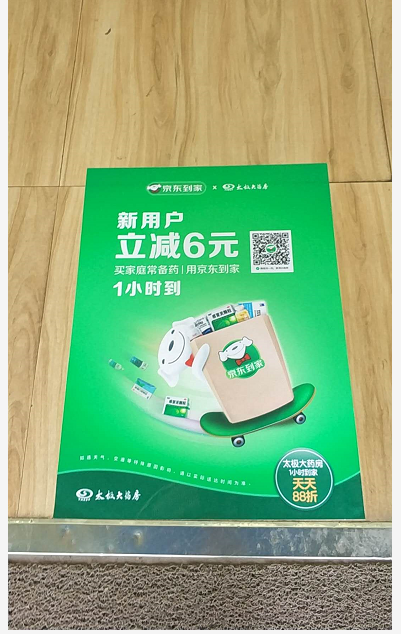 京东到家 x 太极大药房
新用户
立减6元
买家庭常备药|用京东到家
1小时到
京东到家
太极大药房
1小时到家
天天
88折
太极大药房